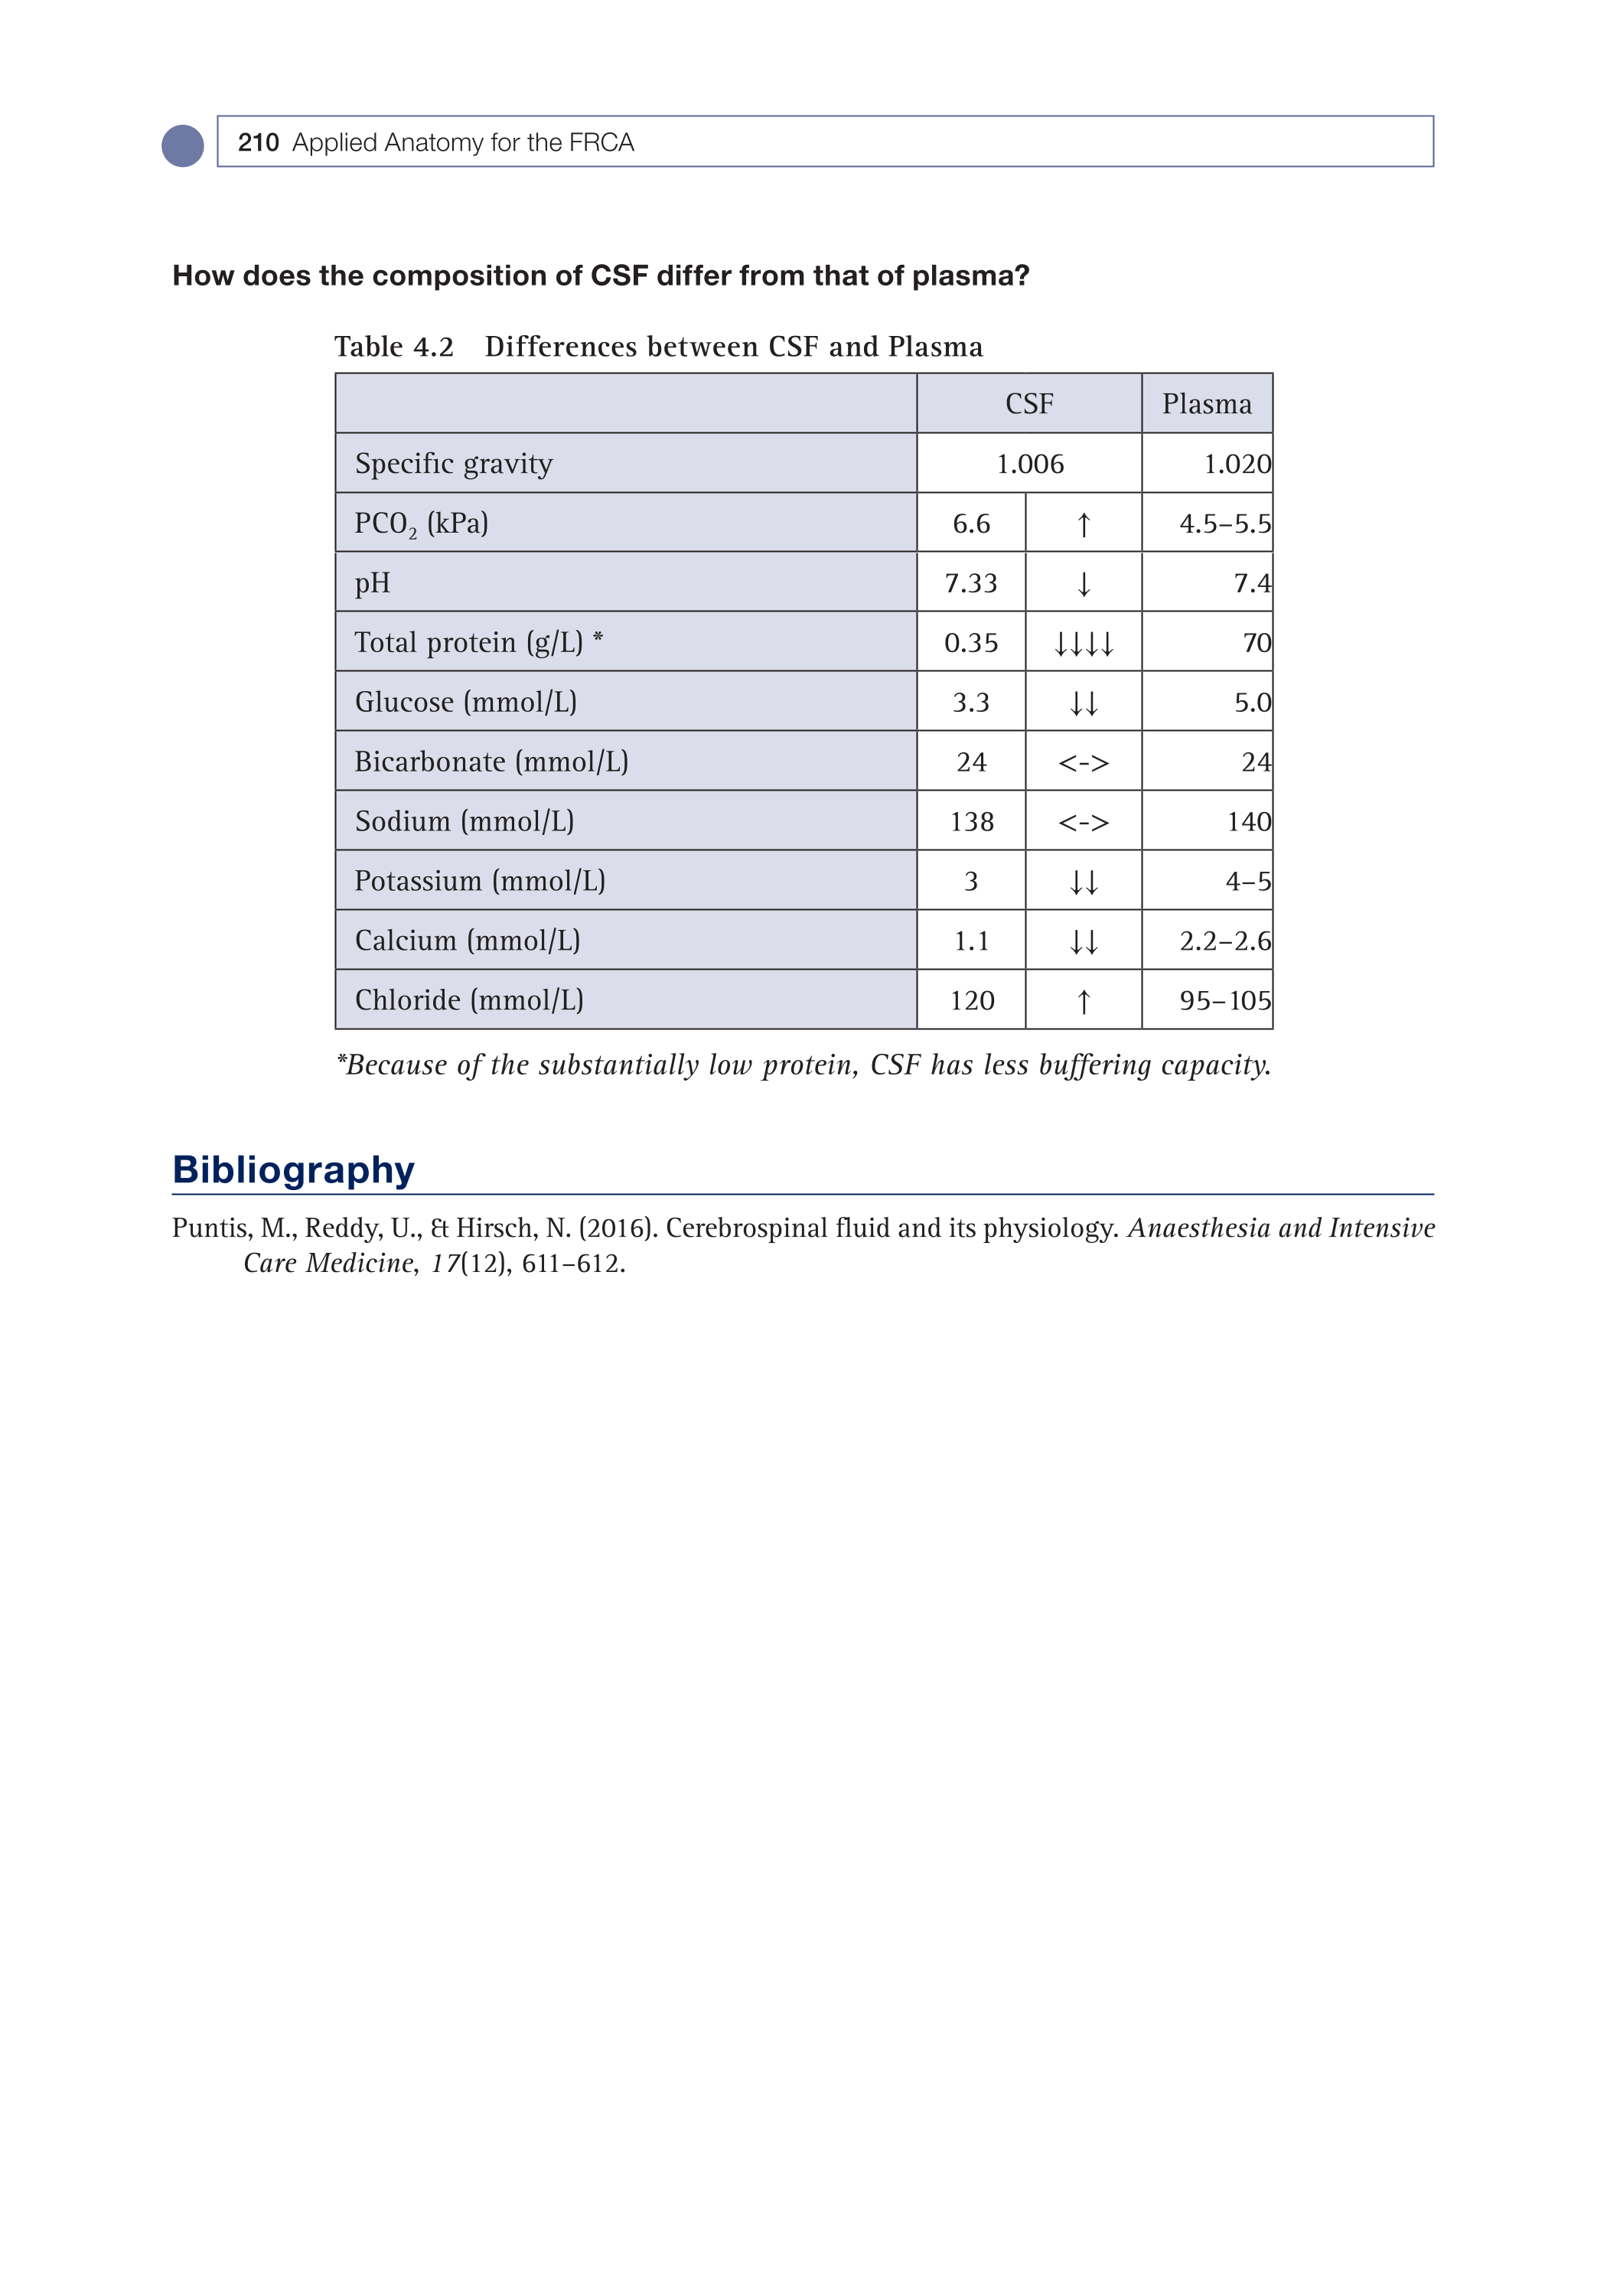 210 Applied Anatomy for the FRCA
How does the composition of CSF differ from that of plasma?
Table 4.2 Differences between CSF and Plasma
CSF Plasma
Specific gravity 1.006 1.020
PCO₂ (kPa) 6.6 ↑ 4.5–5.5
pH 7.33 ↓ 7.4
Total protein (g/L) * 0.35 ↓↓↓↓ 70
Glucose (mmol/L) 3.3 ↓↓ 5.0
Bicarbonate (mmol/L) 24 <-> 24
Sodium (mmol/L) 138 <-> 140
Potassium (mmol/L) 3 ↓↓ 4–5
Calcium (mmol/L) 1.1 ↓↓ 2.2–2.6
Chloride (mmol/L) 120 ↑ 95–105
*Because of the substantially low protein, CSF has less buffering capacity.
Bibliography
Puntis, M., Reddy, U., & Hirsch, N. (2016). Cerebrospinal fluid and its physiology. Anaesthesia and Intensive
Care Medicine, 17(12), 611–612.